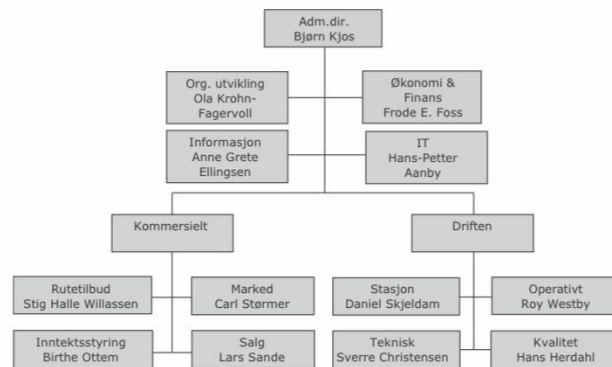 Adm.dir.
Bjørn Kjos
Org. utvikling
Ola Krohn-
Fagervoll
Økonomi &
Finans
Frode E. Foss
Informasjon
Anne Grete
Ellingsen
IT
Hans-Petter
Aanby
Kommersielt
Driften
Rutetilbud
Stig Halle Willassen
Marked
Carl Størmer
Stasjon
Daniel Skjeldam
Operativt
Roy Westby
Inntektsstyring
Birthe Ottem
Salg
Lars Sande
Teknisk
Sverre Christensen
Kvalitet
Hans Herdahl